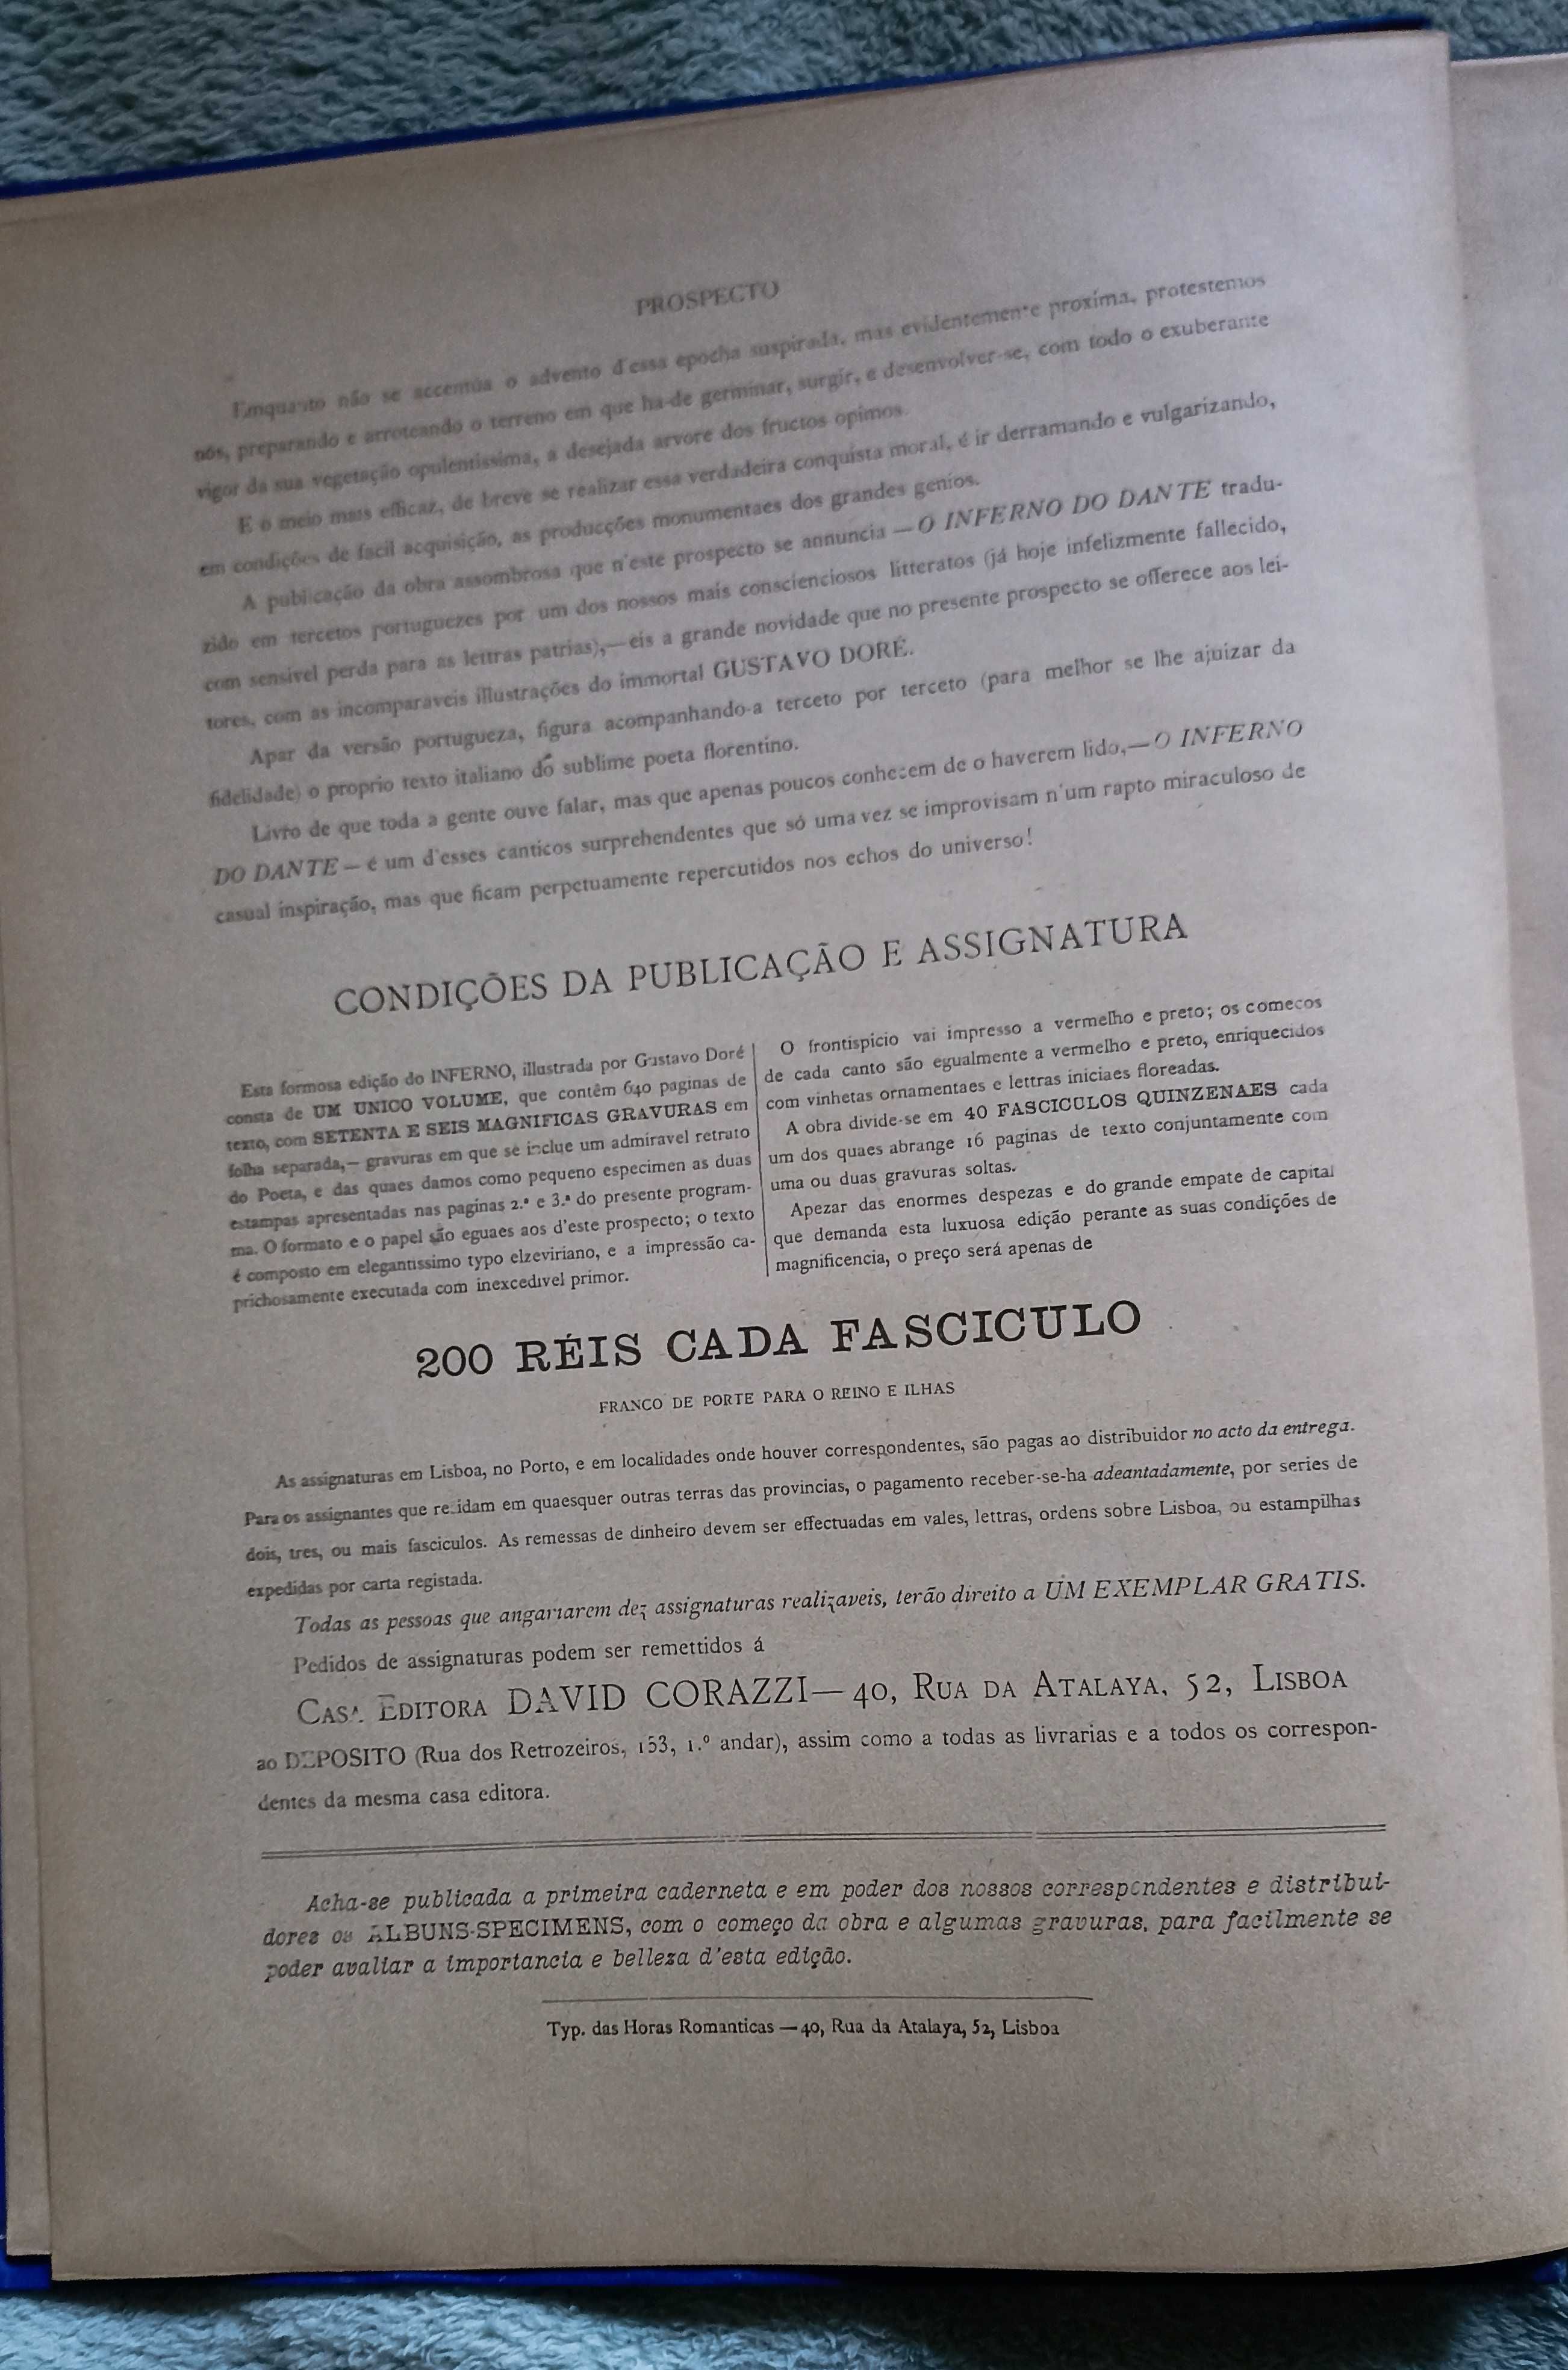 PROSPECTO
Emquanto não se accentúa o advento d'essa epocha suspirada, mas evidentemente proxima, protestemos
nós, preparando e arroteando o terreno em que ha-de germinar, surgir, e desenvolver-se, com todo o exuberante
vigor da sua vegetação opulentissima, a desejada arvore dos fructos opimos.
E o meio mais efficaz, de breve se realizar essa verdadeira conquista moral, é ir derramando e vulgarizando,
em condições de facil acquisição, as producções monumentaes dos grandes genios.
A publicação da obra assombrosa que n'este prospecto se annuncia — O INFERNO DO DANTE tradu-
zido em tercetos portuguezes por um dos nossos mais conscienciosos litteratos (já hoje infelizmente fallecido,
com sensivel perda para as lettras patrias),—eis a grande novidade que no presente prospecto se offerece aos lei-
tores, com as incomparaveis illustrações do immortal GUSTAVO DORÉ.
Apar da versão portugueza, figura acompanhando-a terceto por terceto (para melhor se lhe ajuizar da
fidelidade) o proprio texto italiano do sublime poeta florentino.
Livro de que toda a gente ouve falar, mas que apenas poucos conhecem de o haverem lido,—O INFERNO
DO DANTE — é um d'esses canticos surprehendentes que só uma vez se improvisam n'um rapto miraculoso de
casual inspiração, mas que ficam perpetuamente repercutidos nos echos do universo!
CONDIÇÕES DA PUBLICAÇÃO E ASSIGNATURA
Esta formosa edição do INFERNO, illustrada por Gustavo Doré
consta de UM UNICO VOLUME, que contêm 640 paginas de
texto, com SETENTA E SEIS MAGNIFICAS GRAVURAS em
folha separada,— gravuras em que se inclue um admiravel retrato
do Poeta, e das quaes damos como pequeno especimen as duas
estampas apresentadas nas paginas 2.ª e 3.ª do presente program-
ma. O formato e o papel são eguaes aos d'este prospecto; o texto
é composto em elegantissimo typo elzeviriano, e a impressão ca-
prichosamente executada com inexcedivel primor.
O frontispicio vai impresso a vermelho e preto; os comecos
de cada canto são egualmente a vermelho e preto, enriquecidos
com vinhetas ornamentaes e lettras iniciaes floreadas.
A obra divide-se em 40 FASCICULOS QUINZENAES cada
um dos quaes abrange 16 paginas de texto conjuntamente com
uma ou duas gravuras soltas.
Apezar das enormes despezas e do grande empate de capital
que demanda esta luxuosa edição perante as suas condições de
magnificencia, o preço será apenas de
200 RÉIS CADA FASCICULO
FRANCO DE PORTE PARA O REINO E ILHAS
As assignaturas em Lisboa, no Porto, e em localidades onde houver correspondentes, são pagas ao distribuidor no acto da entrega.
Para os assignantes que residam em quaesquer outras terras das provincias, o pagamento receber-se-ha adeantadamente, por series de
dois, tres, ou mais fasciculos. As remessas de dinheiro devem ser effectuadas em vales, lettras, ordens sobre Lisboa, ou estampilhas
expedidas por carta registada.
Todas as pessoas que angariarem dez assignaturas realizaveis, terão direito a UM EXEMPLAR GRATIS.
Pedidos de assignaturas podem ser remettidos á
CASA EDITORA DAVID CORAZZI— 40, RUA DA ATALAYA, 52, LISBOA
ao DEPOSITO (Rua dos Retrozeiros, 153, 1.º andar), assim como a todas as livrarias e a todos os correspon-
dentes da mesma casa editora.
Acha-se publicada a primeira caderneta e em poder dos nossos correspondentes e distribui-
dores os ALBUNS-SPECIMENS, com o começo da obra e algumas gravuras, para facilmente se
poder avaliar a importancia e belleza d'esta edição.
Typ. das Horas Romanticas — 40, Rua da Atalaya, 52, Lisboa